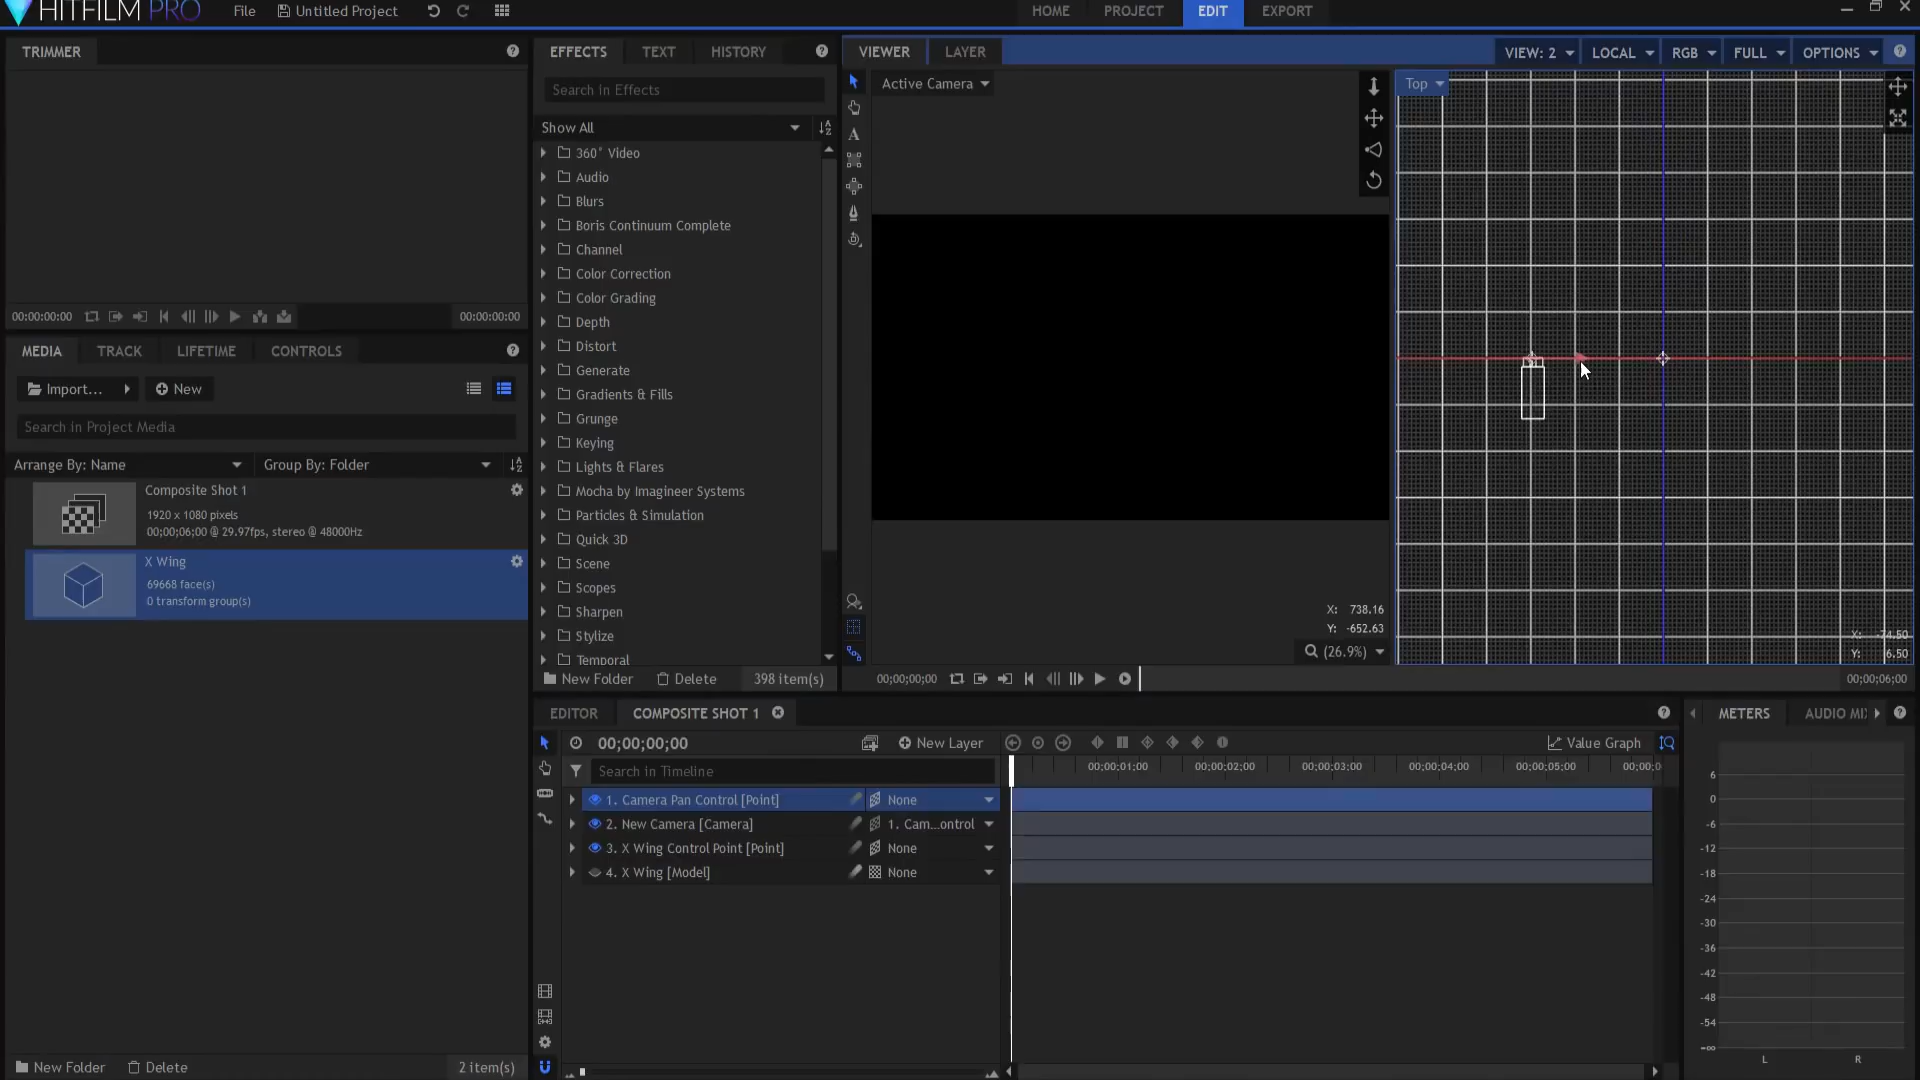 HITFILM PRO File Untitled Project HOME PROJECT EDIT EXPORT
TRIMMER
00:00:00:00 00:00:00:00
MEDIA TRACK LIFETIME CONTROLS
Import... New
Search in Project Media
Arrange By: Name Group By: Folder
Composite Shot 1
1920 x 1080 pixels
00;00;06;00 @ 29.97fps, stereo @ 48000Hz
X Wing
69668 face(s)
0 transform group(s)
New Folder Delete 2 item(s)
EFFECTS TEXT HISTORY
Search in Effects
Show All
360° Video
Audio
Blurs
Boris Continuum Complete
Channel
Color Correction
Color Grading
Depth
Distort
Generate
Gradients & Fills
Grunge
Keying
Lights & Flares
Mocha by Imagineer Systems
Particles & Simulation
Quick 3D
Scene
Scopes
Sharpen
Stylize
Temporal
New Folder Delete 398 item(s)
VIEWER LAYER VIEW: 2 LOCAL RGB FULL OPTIONS
Active Camera
Top
X: 738.16
Y: -652.63
(26.9%)
X: -74.50
Y: 6.50
00;00;00;00 00;00;06;00
EDITOR COMPOSITE SHOT 1
00;00;00;00 New Layer Value Graph
Search in Timeline
00;00;01;00 00;00;02;00 00;00;03;00 00;00;04;00 00;00;05;00 00;00;0
1. Camera Pan Control [Point] None
2. New Camera [Camera] 1. Cam...ontrol
3. X Wing Control Point [Point] None
4. X Wing [Model] None
METERS AUDIO MI
6
0
-6
-12
-18
-24
-30
-36
-42
-48
-54
-∞
L R